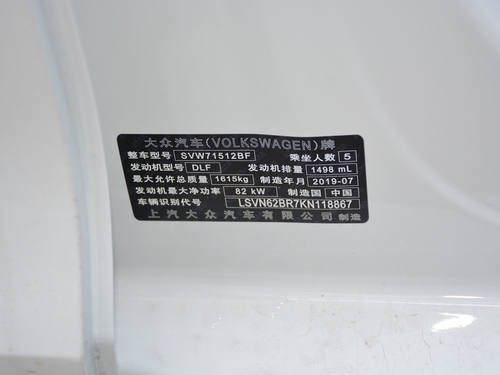 大众汽车(VOLKSWAGEN)牌
整车型号 SVW71512BF 乘坐人数 5
发动机型号 DLF 发动机排量 1498 mL
最大允许总质量 1615kg 制造年月 2019-07
发动机最大净功率 82 kW 制造国 中国
车辆识别代号 LSVN62BR7KN118867
上汽大众汽车有限公司 制造